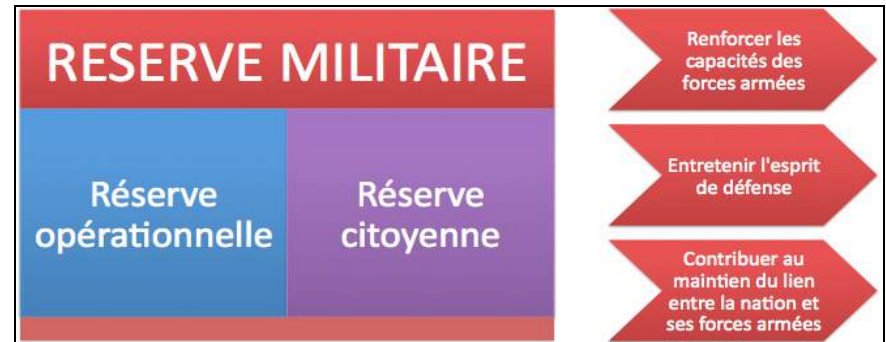 RESERVE MILITAIRE
Réserve
opérationnelle
Réserve
citoyenne
Renforcer les
capacités des
forces armées
Entretenir l'esprit
de défense
Contribuer au
maintien du lien
entre la nation et
ses forces armées